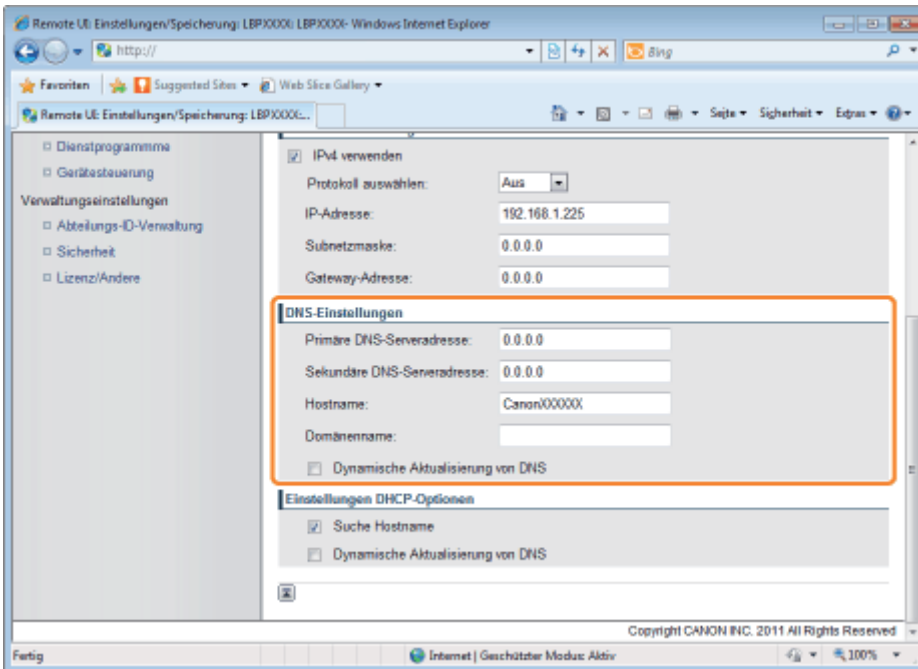 Remote UI: Einstellungen/Speicherung: LBPXXXX: LBPXXXX- Windows Internet Explorer
http://
Bing
Favoriten Suggested Sites Web Slice Gallery
Remote UI: Einstellungen/Speicherung: LBPXXXX:...
Seite Sicherheit Extras
Dienstprogrammme
Gerätesteuerung
Verwaltungseinstellungen
Abteilungs-ID-Verwaltung
Sicherheit
Lizenz/Andere
IPv4 verwenden
Protokoll auswählen: Aus
IP-Adresse: 192.168.1.225
Subnetzmaske: 0.0.0.0
Gateway-Adresse: 0.0.0.0
DNS-Einstellungen
Primäre DNS-Serveradresse: 0.0.0.0
Sekundäre DNS-Serveradresse: 0.0.0.0
Hostname: CanonXXXXXX
Domänenname:
Dynamische Aktualisierung von DNS
Einstellungen DHCP-Optionen
Suche Hostname
Dynamische Aktualisierung von DNS
Copyright CANON INC. 2011 All Rights Reserved
Fertig Internet | Geschützter Modus: Aktiv 100%